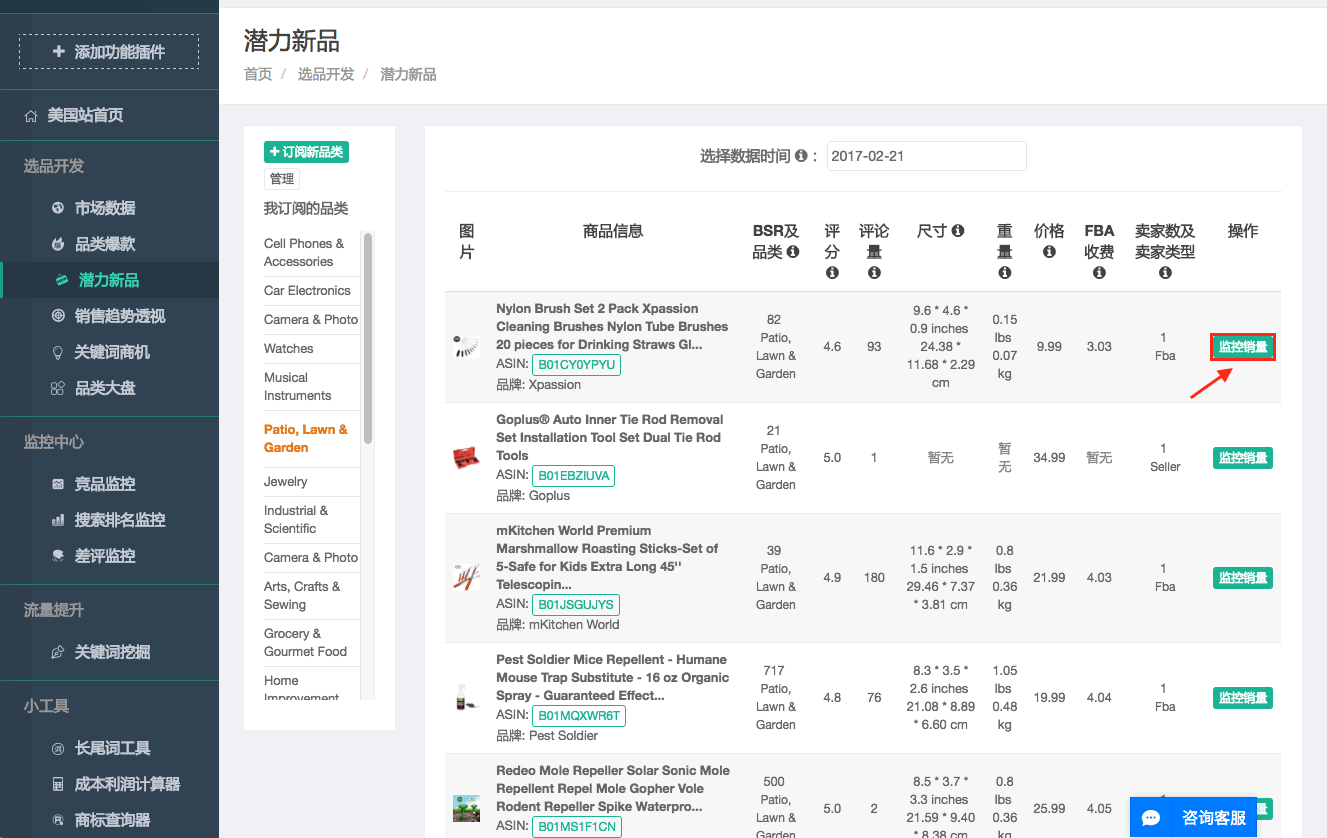 添加功能插件
美国站首页
选品开发
市场数据
品类爆款
潜力新品
销售趋势透视
关键词商机
品类大盘
监控中心
竞品监控
搜索排名监控
差评监控
流量提升
关键词挖掘
小工具
长尾词工具
成本利润计算器
商标查询器
潜力新品
首页 / 选品开发 / 潜力新品
+ 订阅新品类
管理
我订阅的品类
Cell Phones &
Accessories
Car Electronics
Camera & Photo
Watches
Musical
Instruments
Patio, Lawn &
Garden
Jewelry
Industrial &
Scientific
Camera & Photo
Arts, Crafts &
Sewing
Grocery &
Gourmet Food
Home
Improvement
选择数据时间 : 2017-02-21
图片 商品信息 BSR及品类 评分 评论量 尺寸 重量 价格 FBA收费 卖家数及卖家类型 操作
Nylon Brush Set 2 Pack Xpassion
Cleaning Brushes Nylon Tube Brushes
20 pieces for Drinking Straws Gl...
ASIN: B01CY0YPYU
品牌: Xpassion
82
Patio,
Lawn &
Garden
4.6
93
9.6 * 4.6 *
0.9 inches
24.38 *
11.68 * 2.29
cm
0.15
lbs
0.07
kg
9.99
3.03
1
Fba
监控销量
Goplus® Auto Inner Tie Rod Removal
Set Installation Tool Set Dual Tie Rod
Tools
ASIN: B01EBZIUVA
品牌: Goplus
21
Patio,
Lawn &
Garden
5.0
1
暂无
暂
无
34.99
暂无
1
Seller
监控销量
mKitchen World Premium
Marshmallow Roasting Sticks-Set of
5-Safe for Kids Extra Long 45''
Telescopin...
ASIN: B01JSGUJYS
品牌: mKitchen World
39
Patio,
Lawn &
Garden
4.9
180
11.6 * 2.9 *
1.5 inches
29.46 * 7.37
* 3.81 cm
0.8
lbs
0.36
kg
21.99
4.03
1
Fba
监控销量
Pest Soldier Mice Repellent - Humane
Mouse Trap Substitute - 16 oz Organic
Spray - Guaranteed Effect...
ASIN: B01MQXWR6T
品牌: Pest Soldier
717
Patio,
Lawn &
Garden
4.8
76
8.3 * 3.5 *
2.6 inches
21.08 * 8.89
* 6.60 cm
1.05
lbs
0.48
kg
19.99
4.04
1
Fba
监控销量
Redeo Mole Repeller Solar Sonic Mole
Repellent Repel Mole Gopher Vole
Rodent Repeller Spike Waterpro...
ASIN: B01MS1F1CN
500
Patio,
Lawn &
Garden
5.0
2
8.5 * 3.7 *
3.3 inches
21.59 * 9.40
* 8.38 cm
0.8
lbs
0.36
kg
25.99
4.05
咨询客服